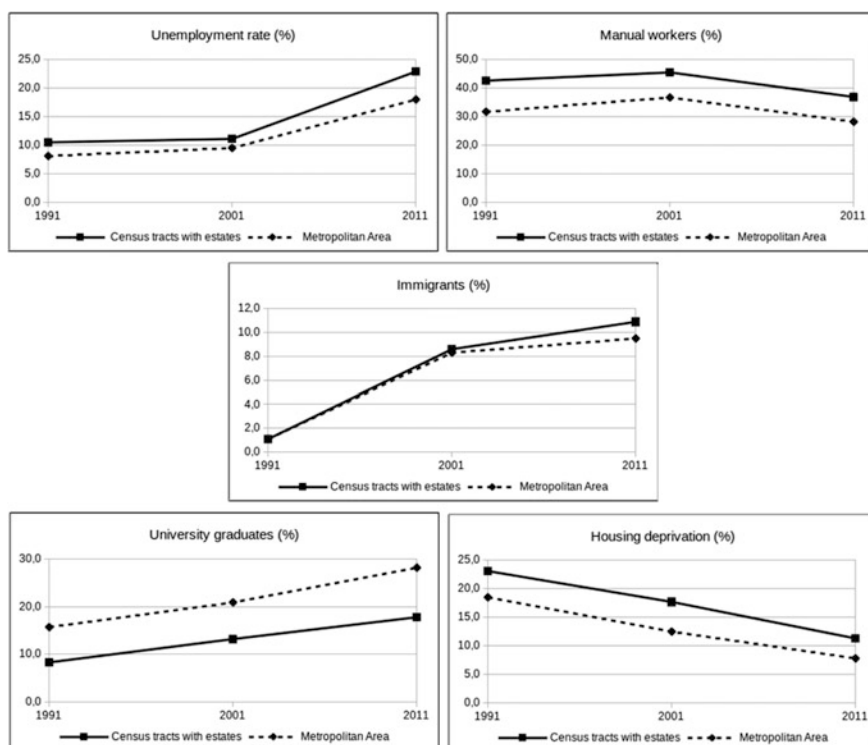 Unemployment rate (%)
25,0
20,0
15,0
10,0
5,0
0,0
1991 2001 2011
Census tracts with estates Metropolitan Area
Manual workers (%)
50,0
40,0
30,0
20,0
10,0
0,0
1991 2001 2011
Census tracts with estates Metropolitan Area
Immigrants (%)
12,0
10,0
8,0
6,0
4,0
2,0
0,0
1991 2001 2011
Census tracts with estates Metropolitan Area
University graduates (%)
30,0
20,0
10,0
0,0
1991 2001 2011
Census tracts with estates Metropolitan Area
Housing deprivation (%)
25,0
20,0
15,0
10,0
5,0
0,0
1991 2001 2011
Census tracts with estates Metropolitan Area